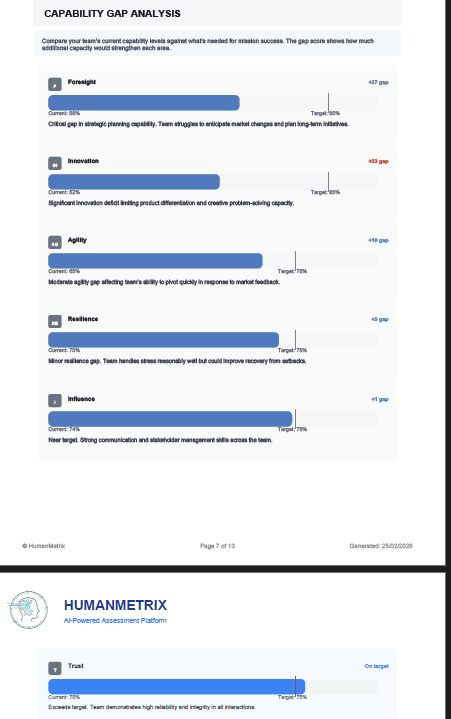 CAPABILITY GAP ANALYSIS
Compare your team's current capability levels against what's needed for mission success. The gap score shows how much
additional capacity would strengthen each area.
F
Foresight
+27 gap
Current: 58%
Target: 85%
Critical gap in strategic planning capability. Team struggles to anticipate market changes and plan long-term initiatives.
IN
Innovation
+33 gap
Current: 52%
Target: 85%
Significant innovation deficit limiting product differentiation and creative problem-solving capacity.
AG
Agility
+10 gap
Current: 65%
Target: 75%
Moderate agility gap affecting team's ability to pivot quickly in response to market feedback.
RE
Resilience
+5 gap
Current: 70%
Target: 75%
Minor resilience gap. Team handles stress reasonably well but could improve recovery from setbacks.
I
Influence
+1 gap
Current: 74%
Target: 75%
Near target. Strong communication and stakeholder management skills across the team.
© HumanMetrix
Page 7 of 13
Generated: 25/02/2026
HUMANMETRIX
AI-Powered Assessment Platform
T
Trust
On target
Current: 78%
Target: 75%
Exceeds target. Team demonstrates high reliability and integrity in all interactions.